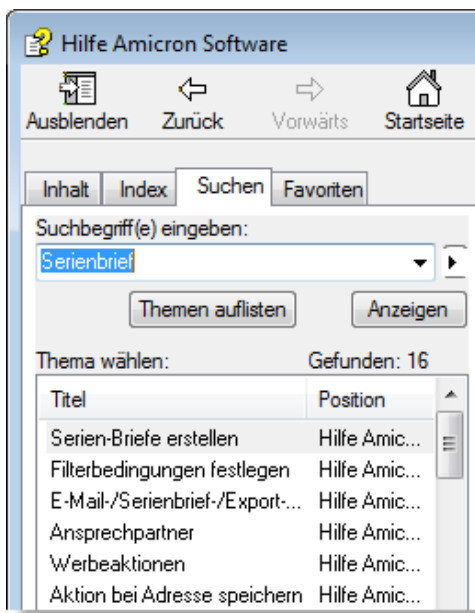 Hilfe Amicron Software
Ausblenden Zurück Vorwärts Startseite
Inhalt Index Suchen Favoriten
Suchbegriff(e) eingeben:
Serienbrief
Themen auflisten Anzeigen
Thema wählen: Gefunden: 16
Titel Position
Serien-Briefe erstellen Hilfe Amic...
Filterbedingungen festlegen Hilfe Amic...
E-Mail-/Serienbrief-/Export-... Hilfe Amic...
Ansprechpartner Hilfe Amic...
Werbeaktionen Hilfe Amic...
Aktion bei Adresse speichern Hilfe Amic...